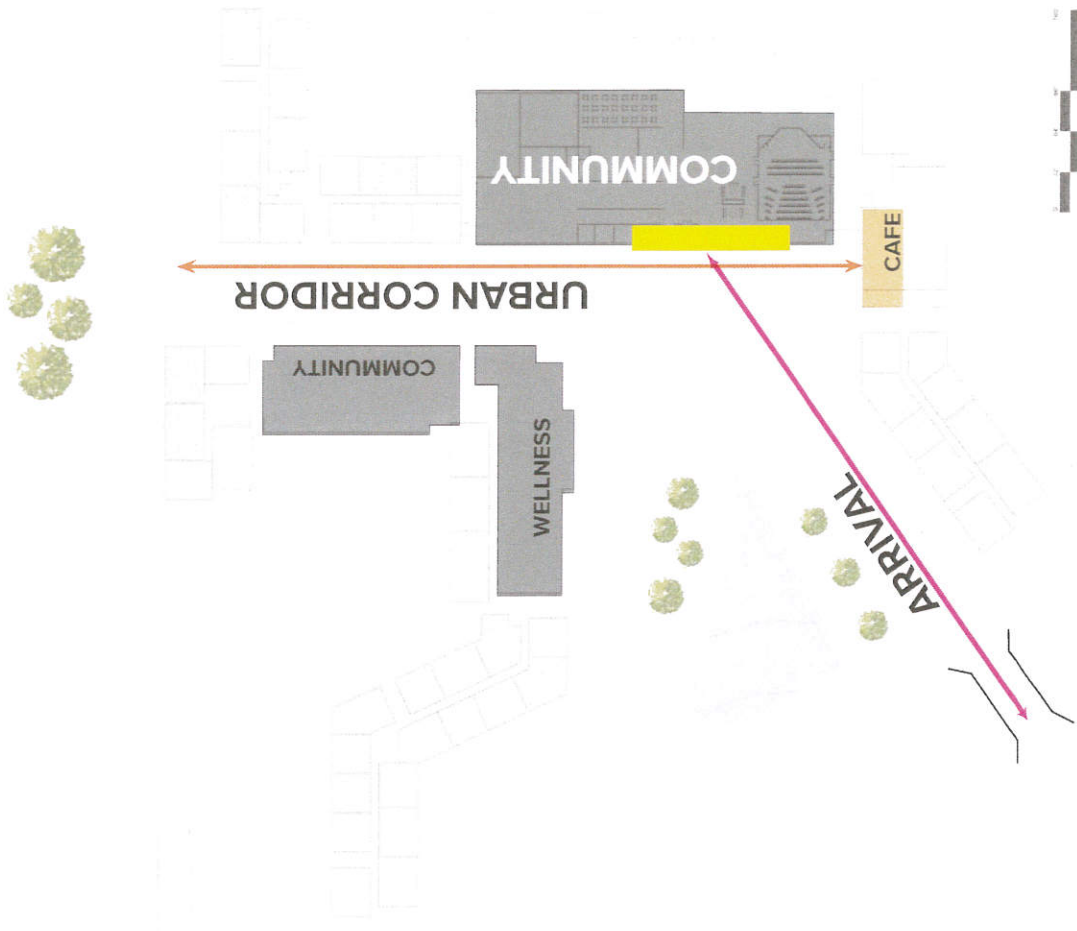 ARRIVAL
WELLNESS
COMMUNITY
URBAN CORRIDOR
CAFE
COMMUNITY